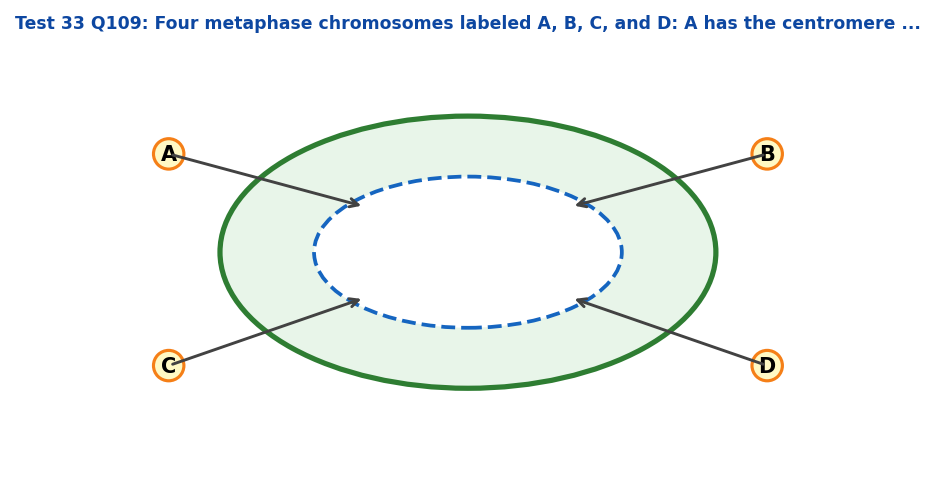 Test 33 Q109: Four metaphase chromosomes labeled A, B, C, and D: A has the centromere ...
A
B
C
D